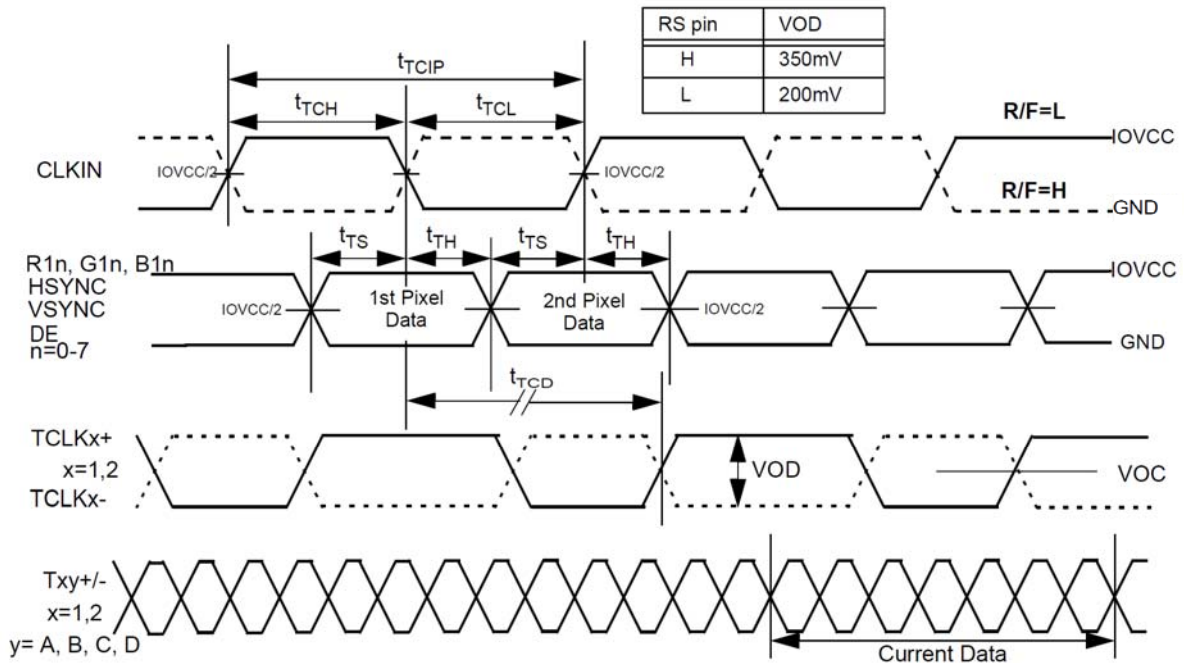 RS pin VOD
H 350mV
L 200mV
tTCIP
tTCH tTCL
R/F=L
IOVCC
CLKIN IOVCC/2 IOVCC/2
R/F=H
GND
tTS tTH tTS tTH
R1n, G1n, B1n
HSYNC
VSYNC
DE
n=0-7
IOVCC
IOVCC/2 1st Pixel Data 2nd Pixel Data IOVCC/2
GND
tTCD
TCLKx+
x=1,2
TCLKx-
VOD
VOC
Txy+/-
x=1,2
y= A, B, C, D
Current Data